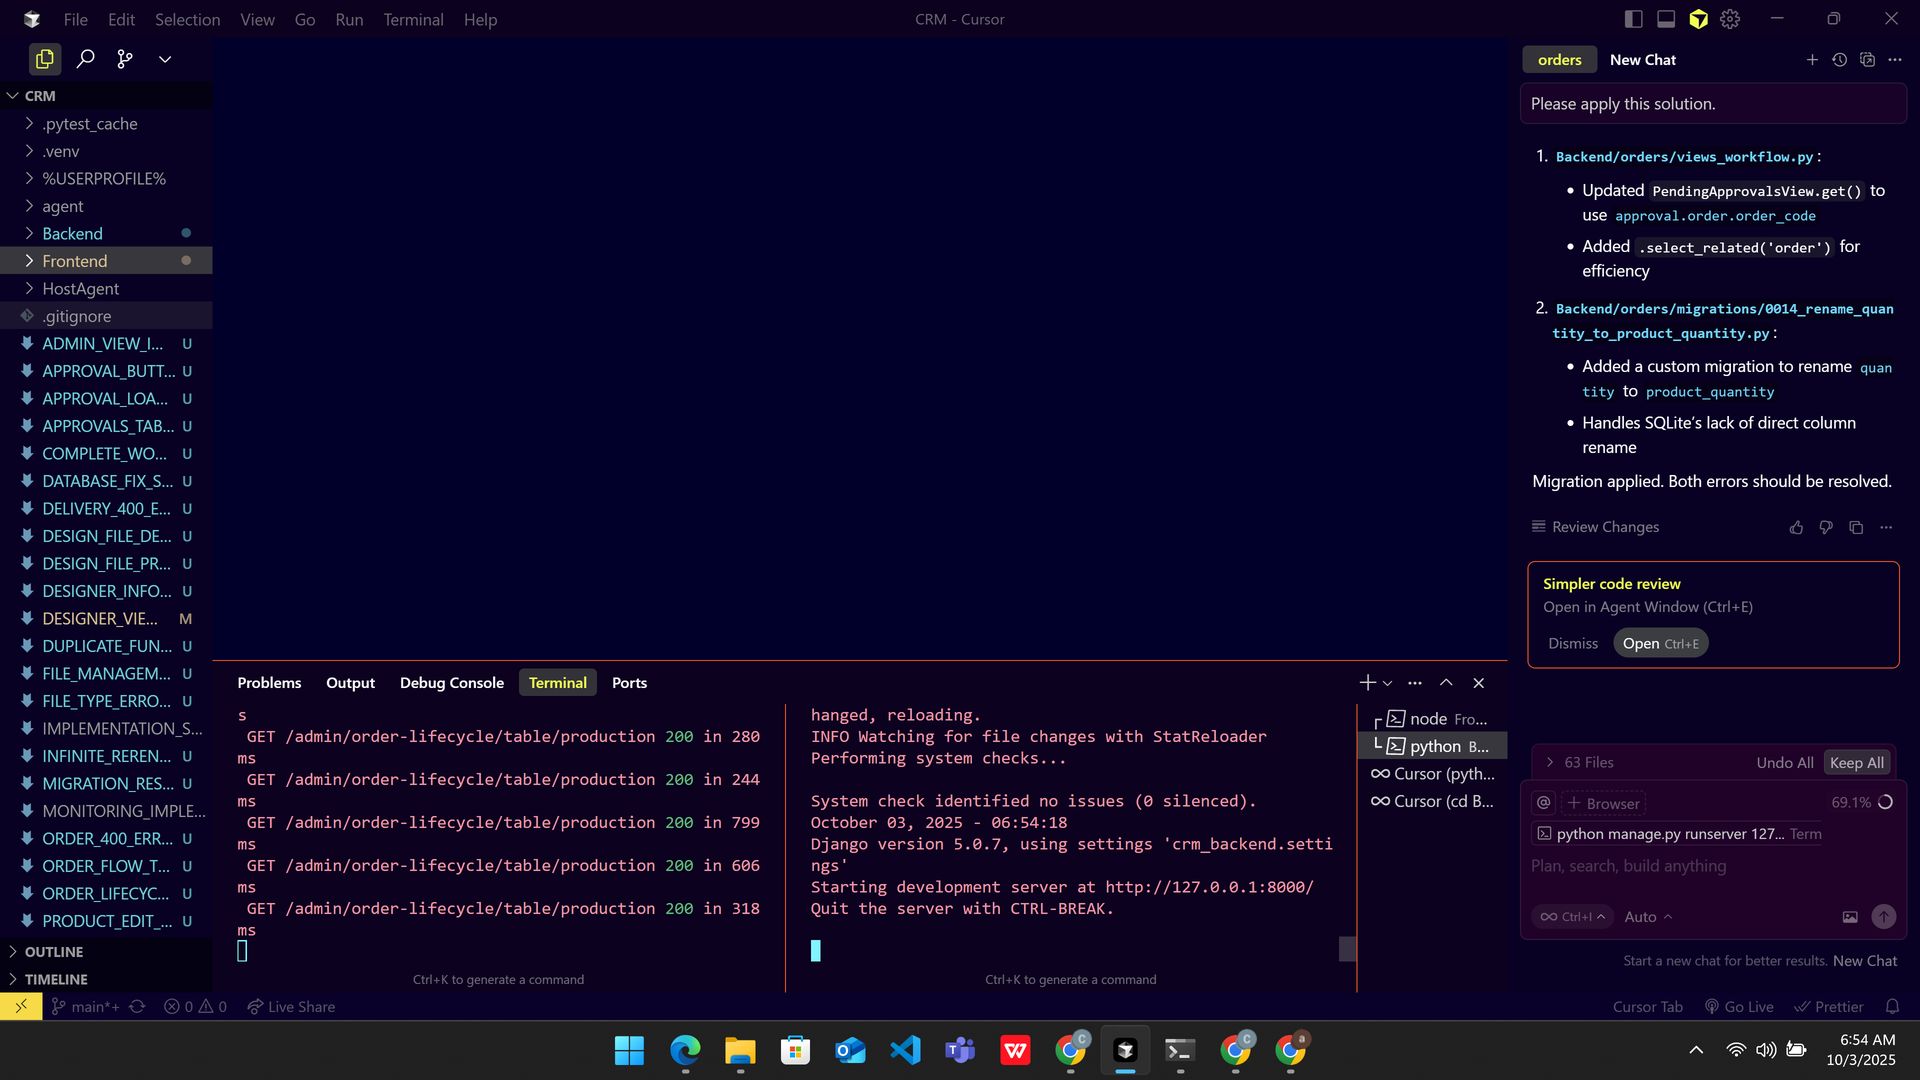 File Edit Selection View Go Run Terminal Help
CRM - Cursor
CRM
.pytest_cache
.venv
%USERPROFILE%
agent
Backend
Frontend
HostAgent
.gitignore
ADMIN_VIEW_I... U
APPROVAL_BUTT... U
APPROVAL_LOA... U
APPROVALS_TAB... U
COMPLETE_WO... U
DATABASE_FIX_S... U
DELIVERY_400_E... U
DESIGN_FILE_DE... U
DESIGN_FILE_PR... U
DESIGNER_INFO... U
DESIGNER_VIE... M
DUPLICATE_FUN... U
FILE_MANAGEM... U
FILE_TYPE_ERRO... U
IMPLEMENTATION_S...
INFINITE_REREN... U
MIGRATION_RES... U
MONITORING_IMPLE...
ORDER_400_ERR... U
ORDER_FLOW_T... U
ORDER_LIFECYC... U
PRODUCT_EDIT_... U
OUTLINE
TIMELINE
Problems Output Debug Console Terminal Ports
s
GET /admin/order-lifecycle/table/production 200 in 280
ms
GET /admin/order-lifecycle/table/production 200 in 244
ms
GET /admin/order-lifecycle/table/production 200 in 799
ms
GET /admin/order-lifecycle/table/production 200 in 606
ms
GET /admin/order-lifecycle/table/production 200 in 318
ms
Ctrl+K to generate a command
hanged, reloading.
INFO Watching for file changes with StatReloader
Performing system checks...
System check identified no issues (0 silenced).
October 03, 2025 - 06:54:18
Django version 5.0.7, using settings 'crm_backend.setti
ngs'
Starting development server at http://127.0.0.1:8000/
Quit the server with CTRL-BREAK.
Ctrl+K to generate a command
node Fro...
python B...
Cursor (pyth...
Cursor (cd B...
orders New Chat
Please apply this solution.
1. Backend/orders/views_workflow.py:
• Updated PendingApprovalsView.get() to
use approval.order.order_code
• Added .select_related('order') for
efficiency
2. Backend/orders/migrations/0014_rename_quan
tity_to_product_quantity.py:
• Added a custom migration to rename quan
tity to product_quantity
• Handles SQLite's lack of direct column
rename
Migration applied. Both errors should be resolved.
Review Changes
Simpler code review
Open in Agent Window (Ctrl+E)
Dismiss Open Ctrl+E
63 Files Undo All Keep All
@ + Browser 69.1%
python manage.py runserver 127... Term
Plan, search, build anything
Ctrl+I Auto
Start a new chat for better results. New Chat
main*+ 0 0 Live Share
Cursor Tab Go Live Prettier
6:54 AM
10/3/2025